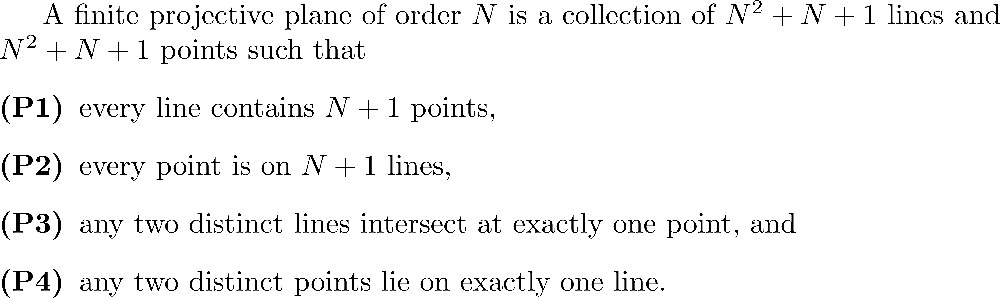 A finite projective plane of order $N$ is a collection of $N^2 + N + 1$ lines and
$N^2 + N + 1$ points such that
(P1) every line contains $N + 1$ points,
(P2) every point is on $N + 1$ lines,
(P3) any two distinct lines intersect at exactly one point, and
(P4) any two distinct points lie on exactly one line.